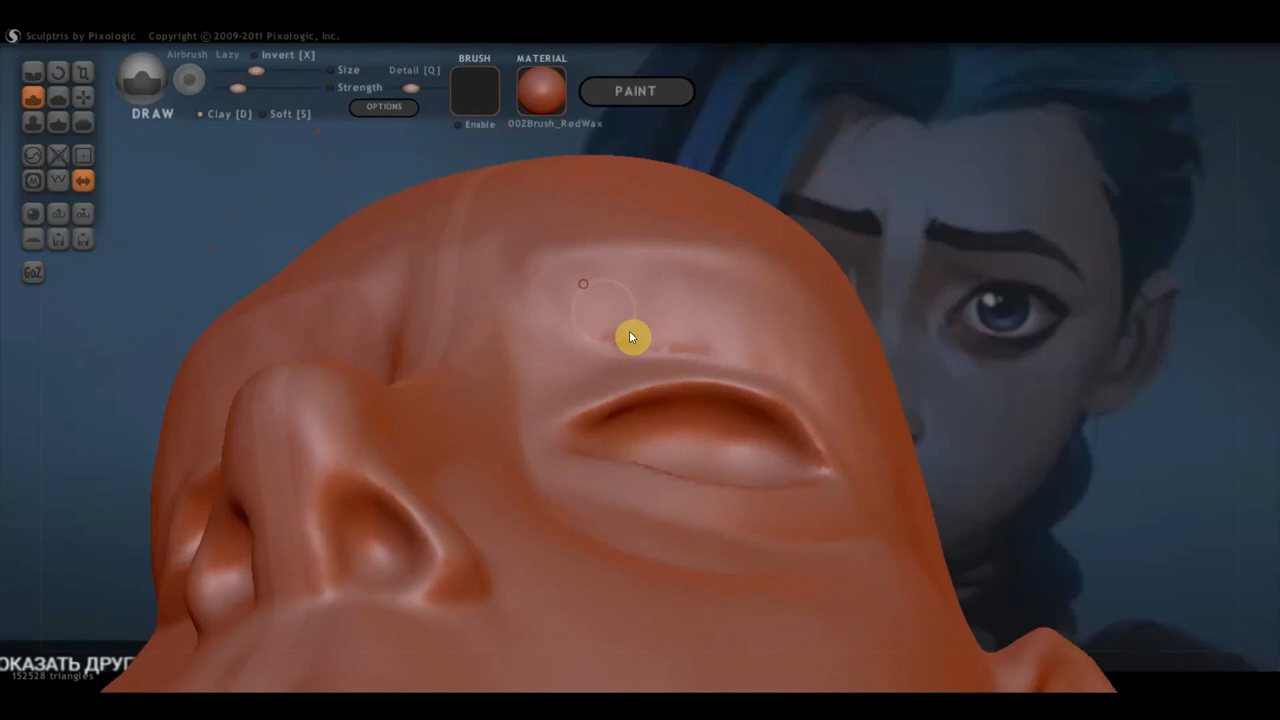 Sculptris by Pixologic Copyright © 2009-2011 Pixologic, Inc.
Airbrush Lazy Invert [X]
Size Detail [Q]
Strength
DRAW Clay [D] Soft [S]
OPTIONS
BRUSH
Enable
MATERIAL
00ZBrush_RedWax
PAINT
GoZ
ОКАЗАТЬ ДРУГ
152528 triangles